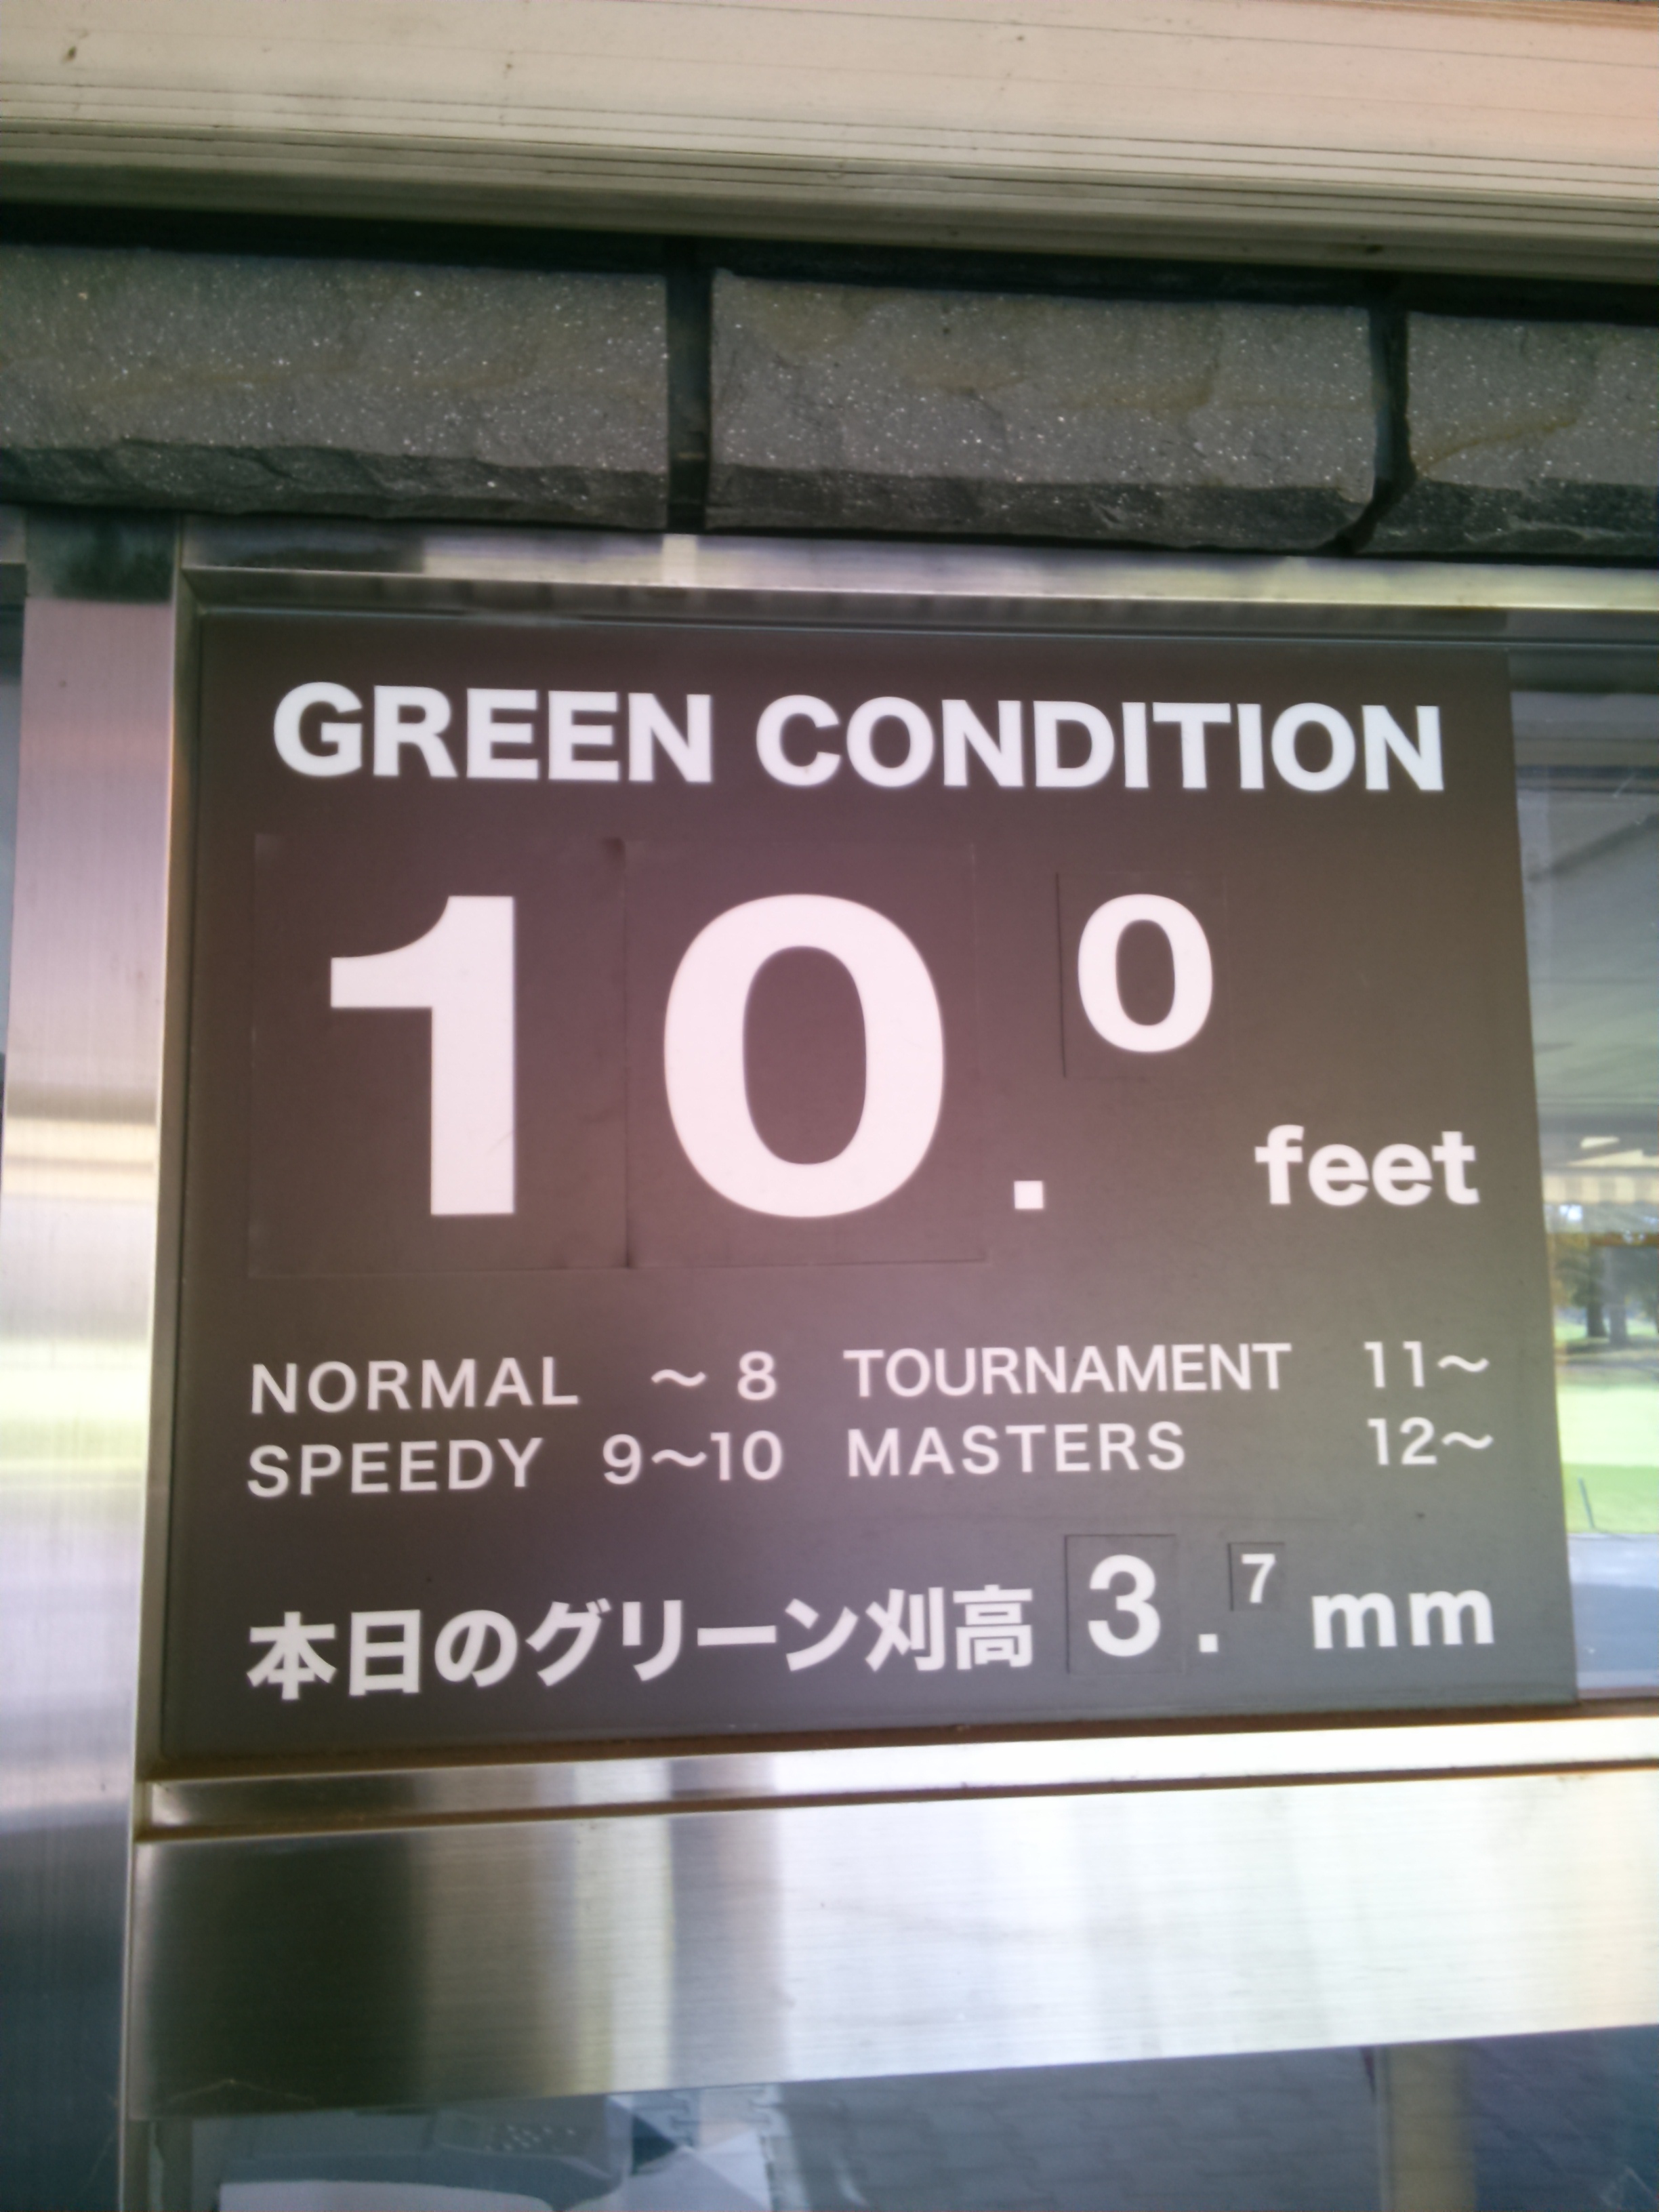 GREEN CONDITION
10.0 feet
NORMAL ～8 TOURNAMENT 11～
SPEEDY 9～10 MASTERS 12～
本日のグリーン刈高 3.7 mm